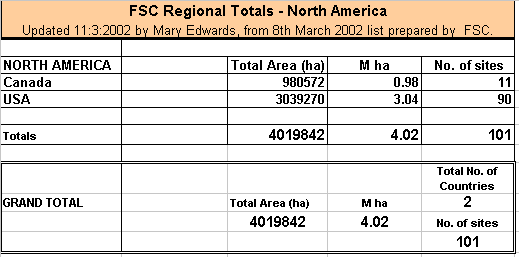 FSC Regional Totals - North America
Updated 11:3:2002 by Mary Edwards, from 8th March 2002 list prepared by FSC.
NORTH AMERICA Total Area (ha) M ha No. of sites
Canada 980572 0.98 11
USA 3039270 3.04 90
Totals 4019842 4.02 101
Total No. of
Countries
GRAND TOTAL Total Area (ha) M ha 2
4019842 4.02 No. of sites
101